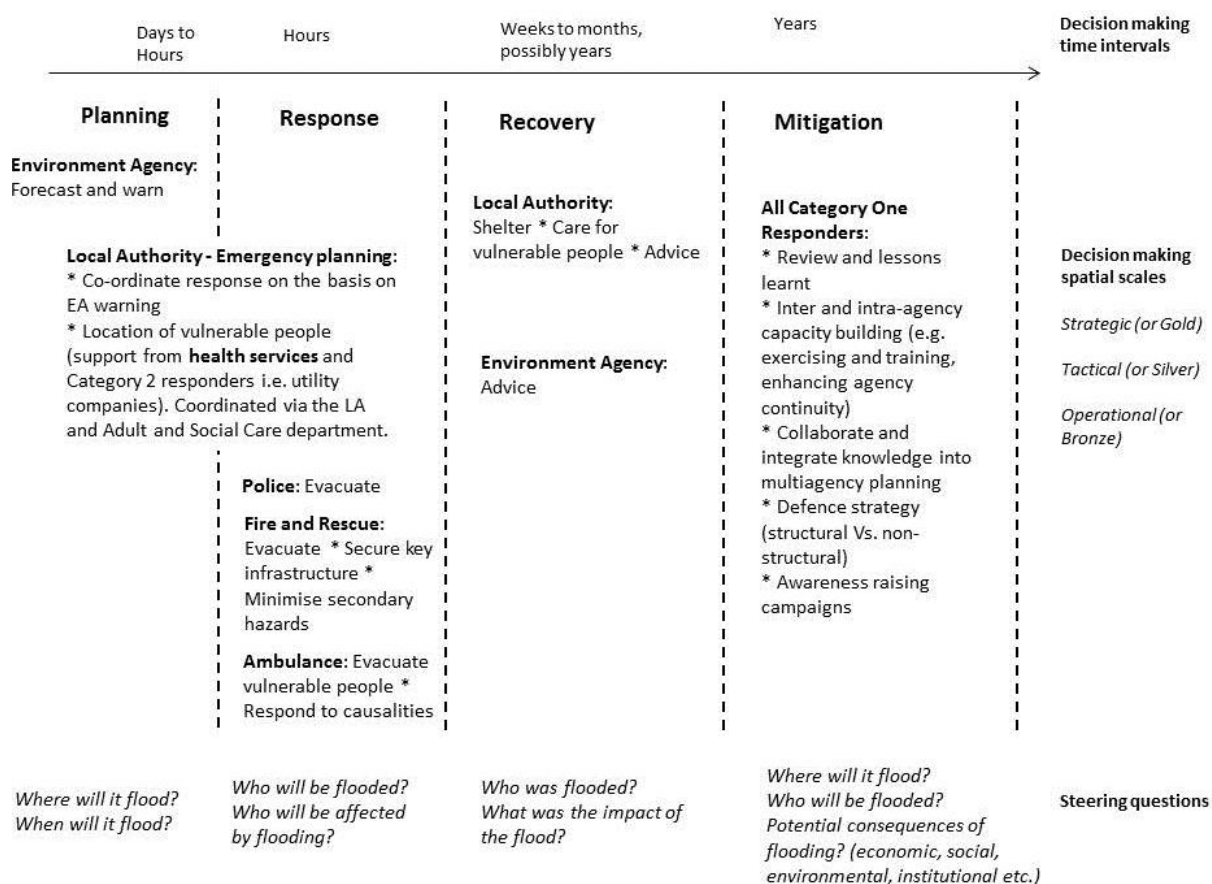 Days to
Hours
Hours
Weeks to months,
possibly years
Years
Decision making
time intervals
Planning
Response
Recovery
Mitigation
Environment Agency:
Forecast and warn
Local Authority - Emergency planning:
* Co-ordinate response on the basis on
EA warning
* Location of vulnerable people
(support from health services and
Category 2 responders i.e. utility
companies). Coordinated via the LA
and Adult and Social Care department.
Police: Evacuate
Fire and Rescue:
Evacuate * Secure key
infrastructure *
Minimise secondary
hazards
Ambulance: Evacuate
vulnerable people *
Respond to causalities
Local Authority:
Shelter * Care for
vulnerable people * Advice
Environment Agency:
Advice
All Category One
Responders:
* Review and lessons
learnt
* Inter and intra-agency
capacity building (e.g.
exercising and training,
enhancing agency
continuity)
* Collaborate and
integrate knowledge into
multiagency planning
* Defence strategy
(structural Vs. non-
structural)
* Awareness raising
campaigns
Decision making
spatial scales
Strategic (or Gold)
Tactical (or Silver)
Operational (or
Bronze)
Where will it flood?
When will it flood?
Who will be flooded?
Who will be affected
by flooding?
Who was flooded?
What was the impact of
the flood?
Where will it flood?
Who will be flooded?
Potential consequences of
flooding? (economic, social,
environmental, institutional etc.)
Steering questions